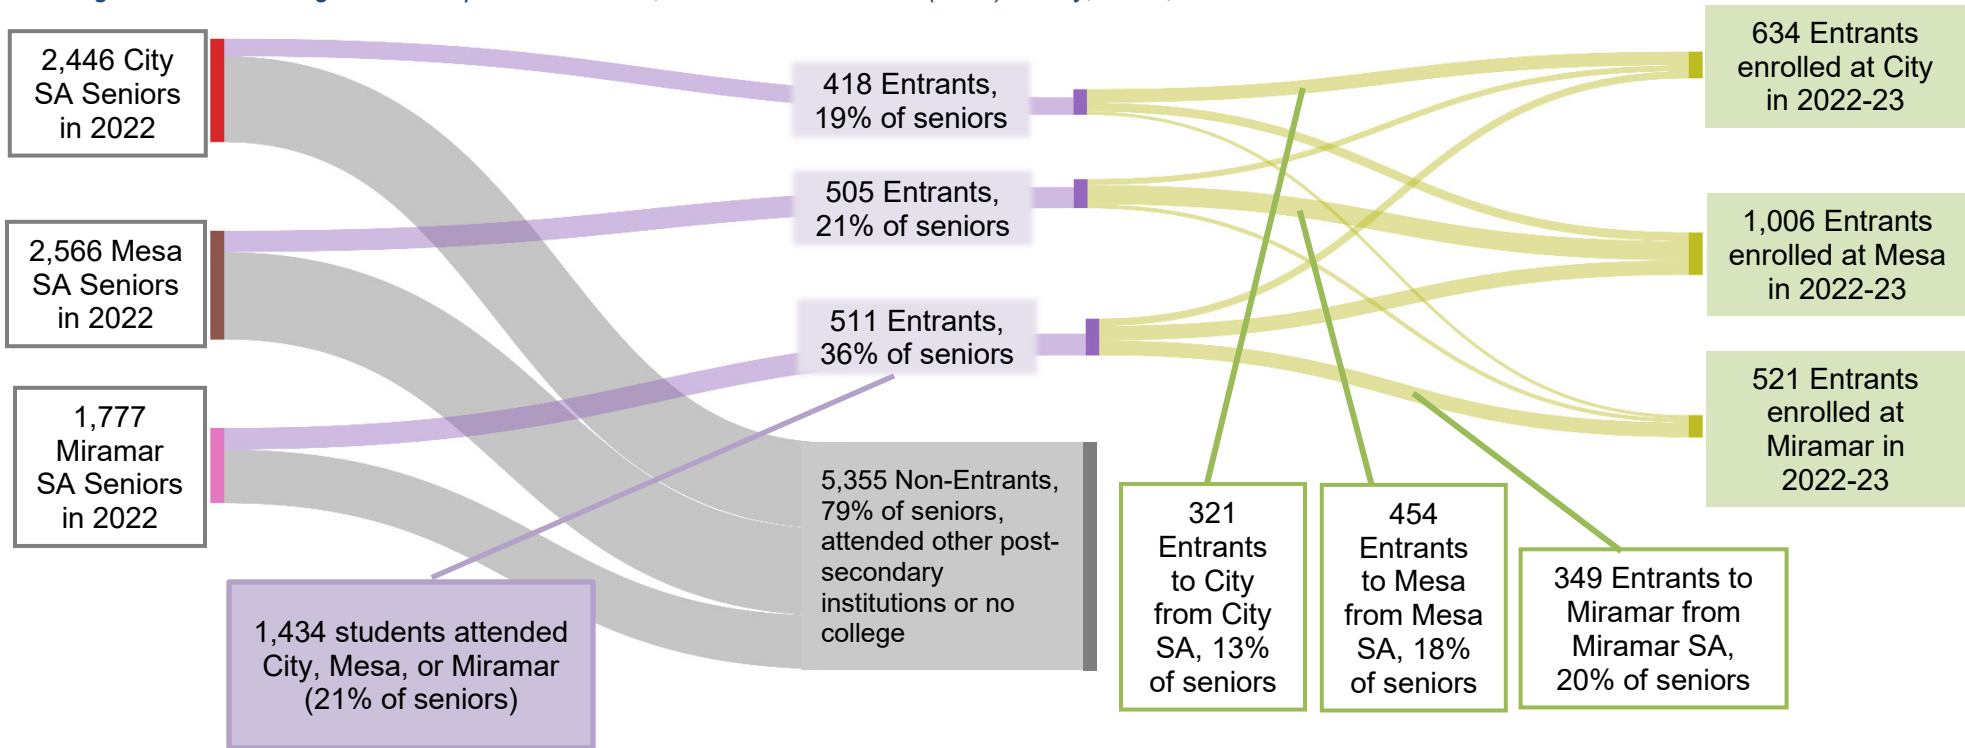 2,446 City
SA Seniors
in 2022
2,566 Mesa
SA Seniors
in 2022
1,777
Miramar
SA Seniors
in 2022
418 Entrants,
19% of seniors
505 Entrants,
21% of seniors
511 Entrants,
36% of seniors
1,434 students attended
City, Mesa, or Miramar
(21% of seniors)
5,355 Non-Entrants,
79% of seniors,
attended other post-
secondary
institutions or no
college
634 Entrants
enrolled at City
in 2022-23
1,006 Entrants
enrolled at Mesa
in 2022-23
521 Entrants
enrolled at
Miramar in
2022-23
321
Entrants
to City
from City
SA, 13%
of seniors
454
Entrants
to Mesa
from Mesa
SA, 18%
of seniors
349 Entrants to
Miramar from
Miramar SA,
20% of seniors